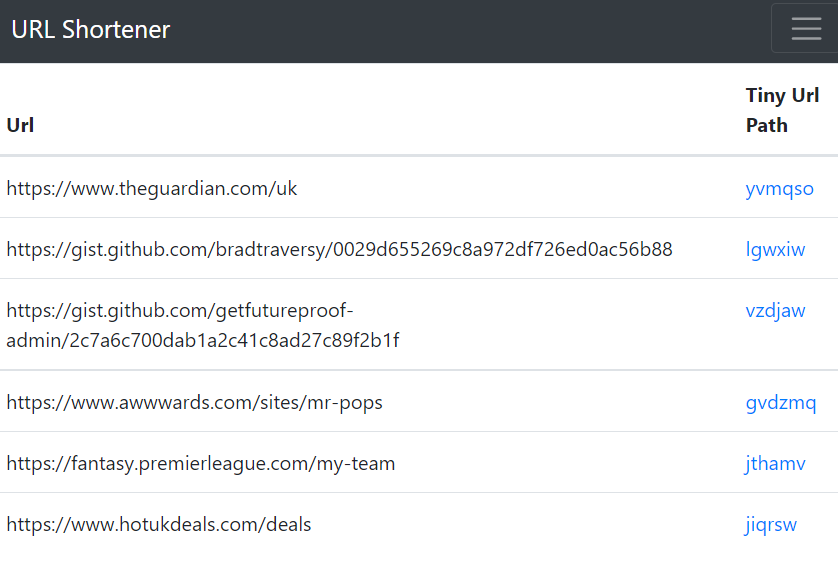 URL Shortener
Url
Tiny Url
Path
https://www.theguardian.com/uk
yvmqso
https://gist.github.com/bradtraversy/0029d655269c8a972df726ed0ac56b88
lgwxiw
https://gist.github.com/getfutureproof-
admin/2c7a6c700dab1a2c41c8ad27c89f2b1f
vzdjaw
https://www.awwwards.com/sites/mr-pops
gvdzmq
https://fantasy.premierleague.com/my-team
jthamv
https://www.hotukdeals.com/deals
jiqrsw